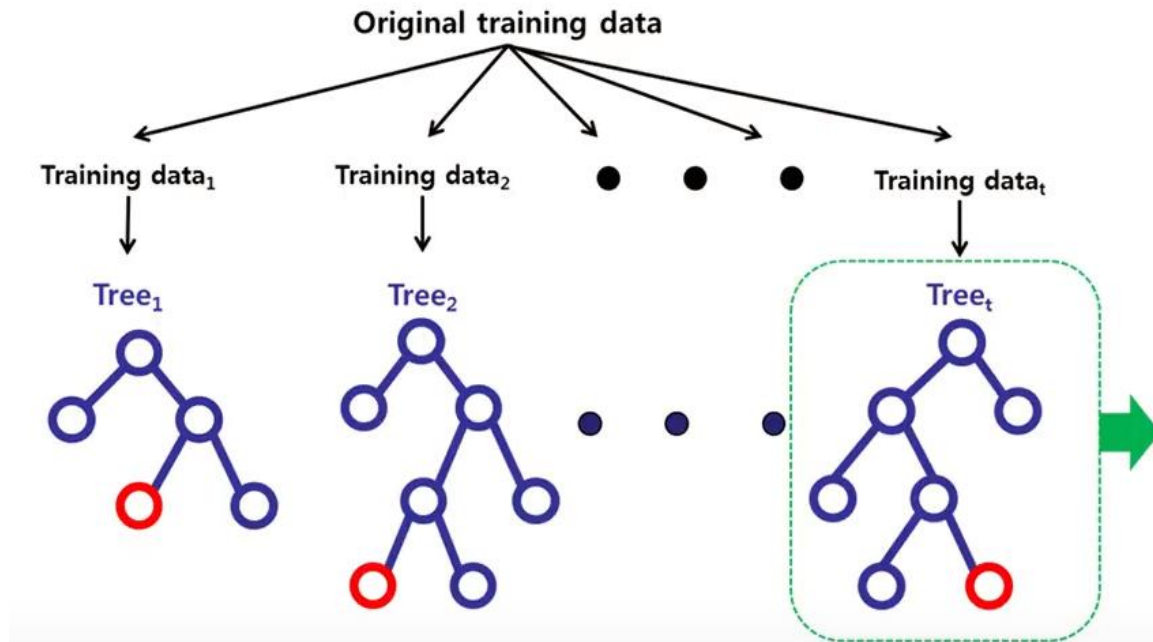 Original training data
Training data₁
Training data₂
Training dataₜ
Tree₁
Tree₂
Treeₜ